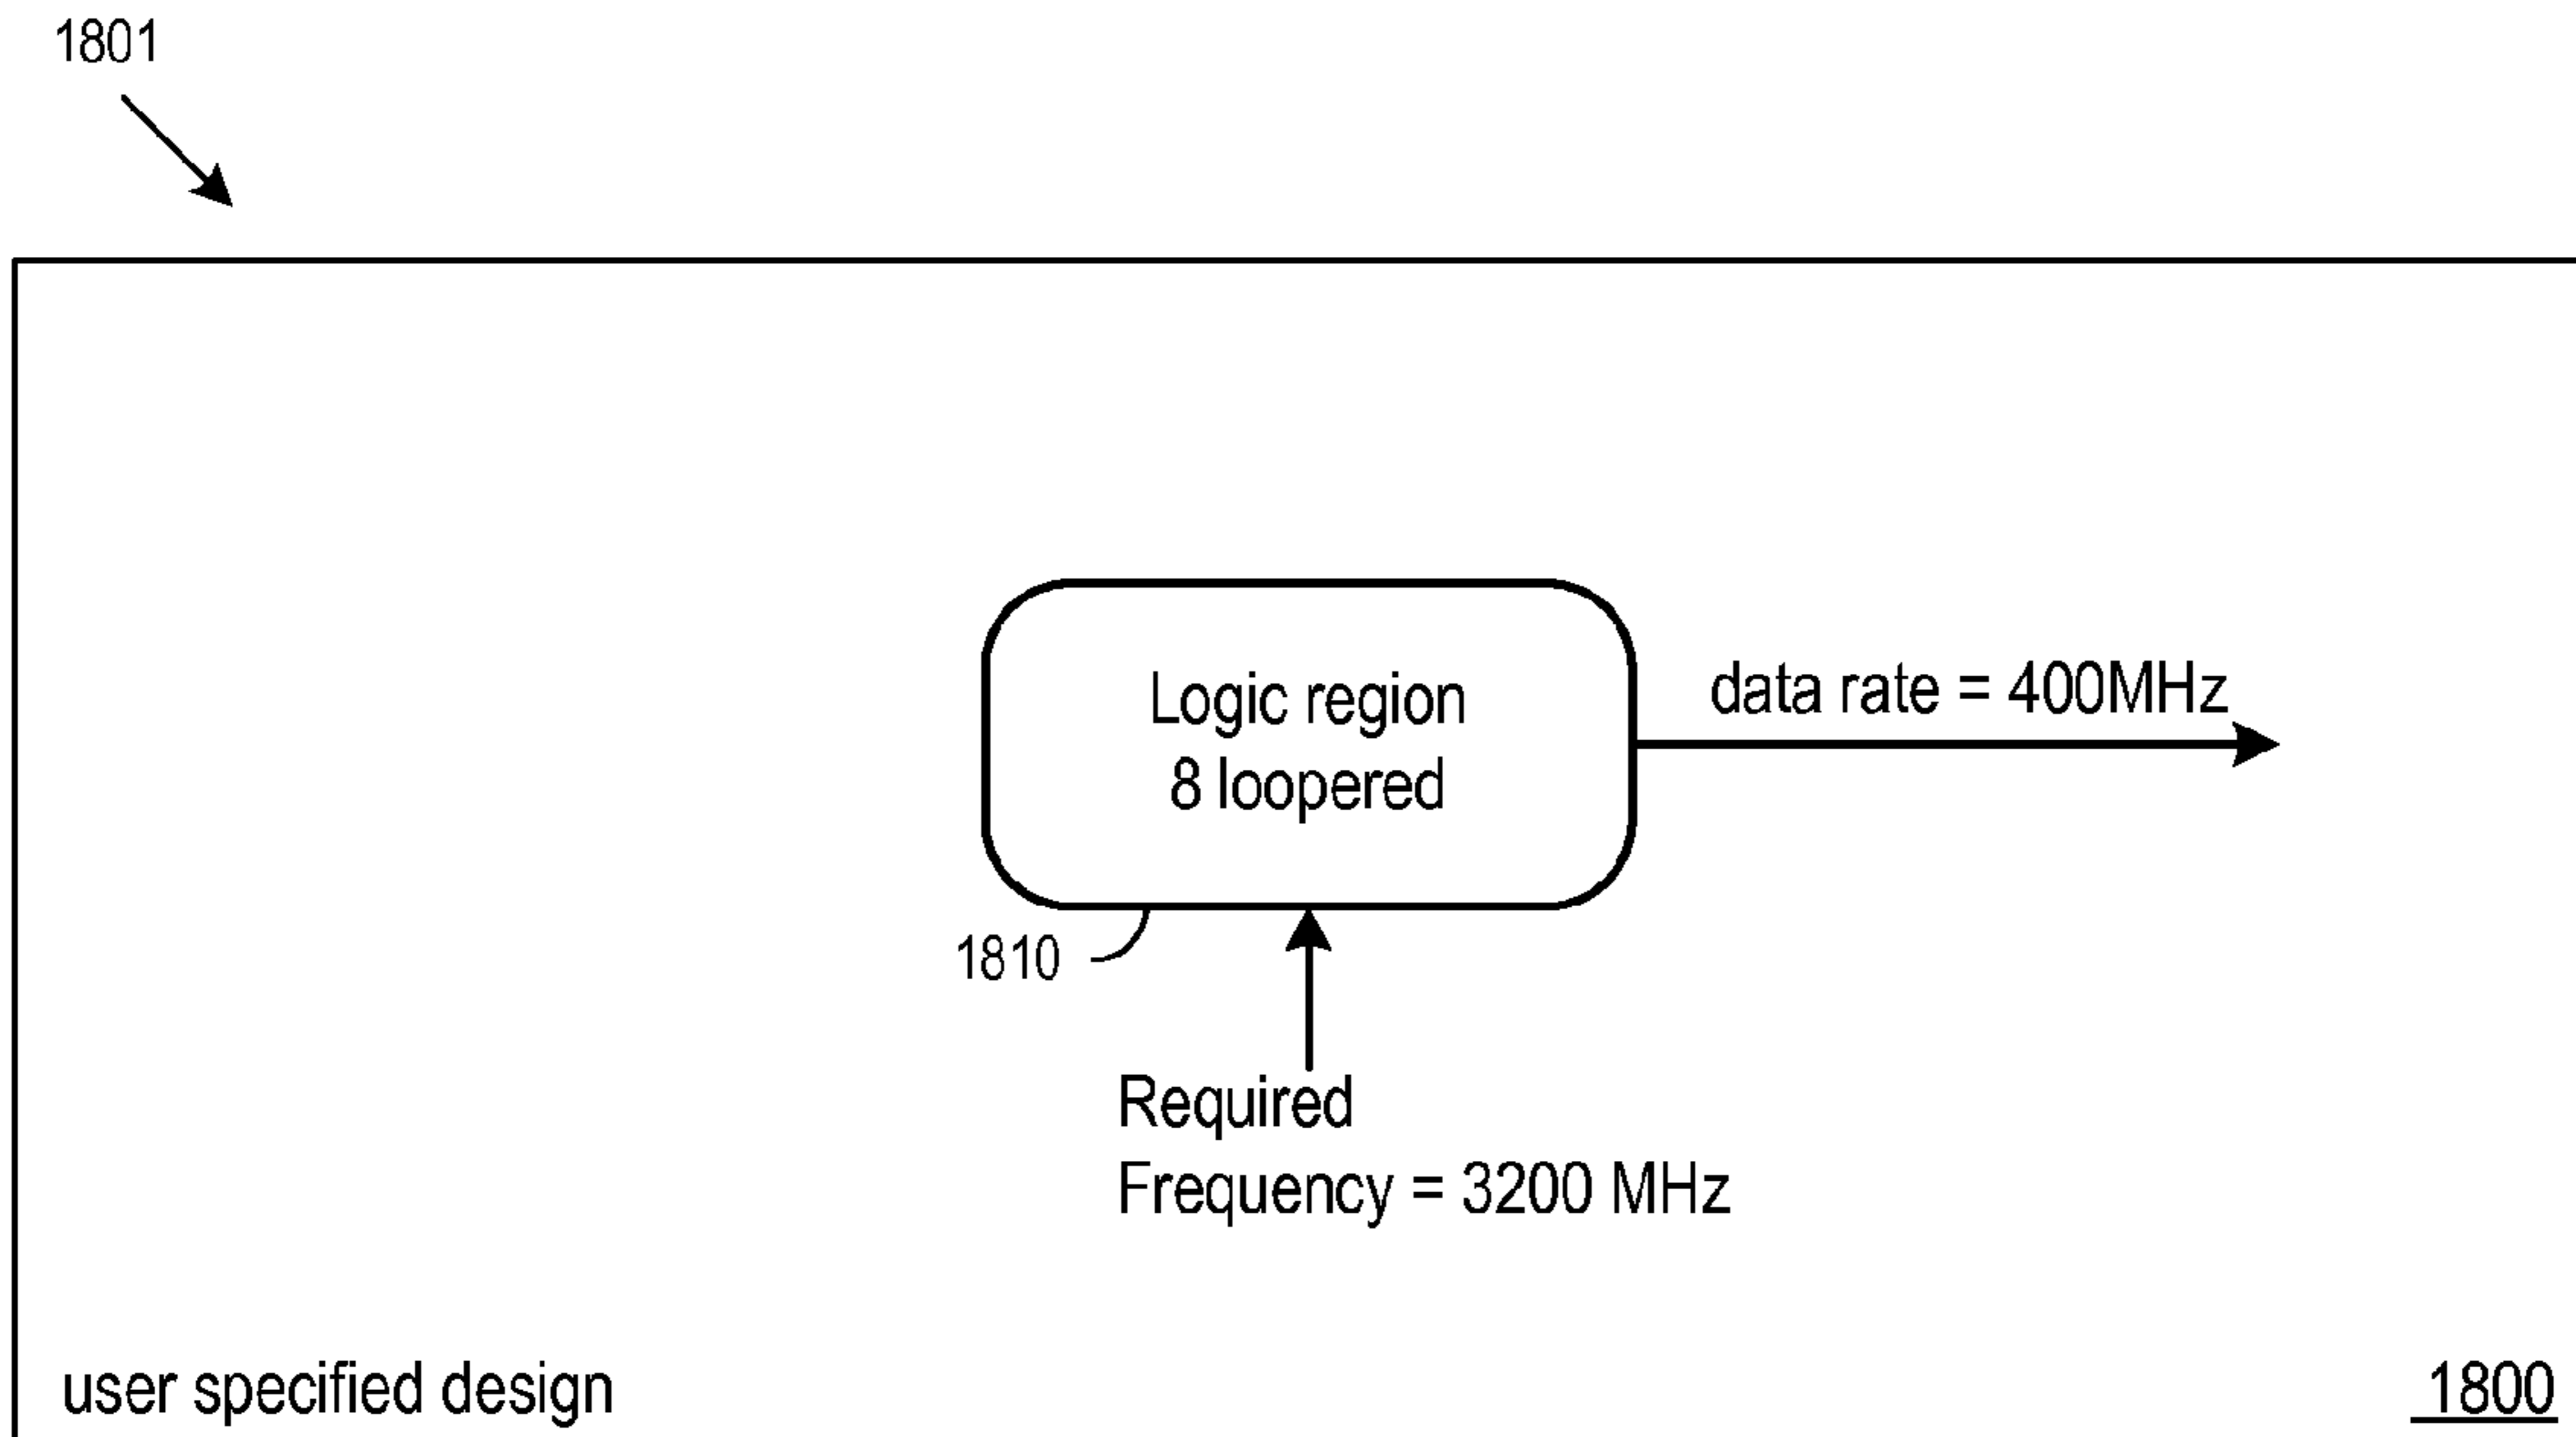 1801
Logic region
8 loopered
data rate = 400MHz
1810
Required
Frequency = 3200 MHz
user specified design
1800